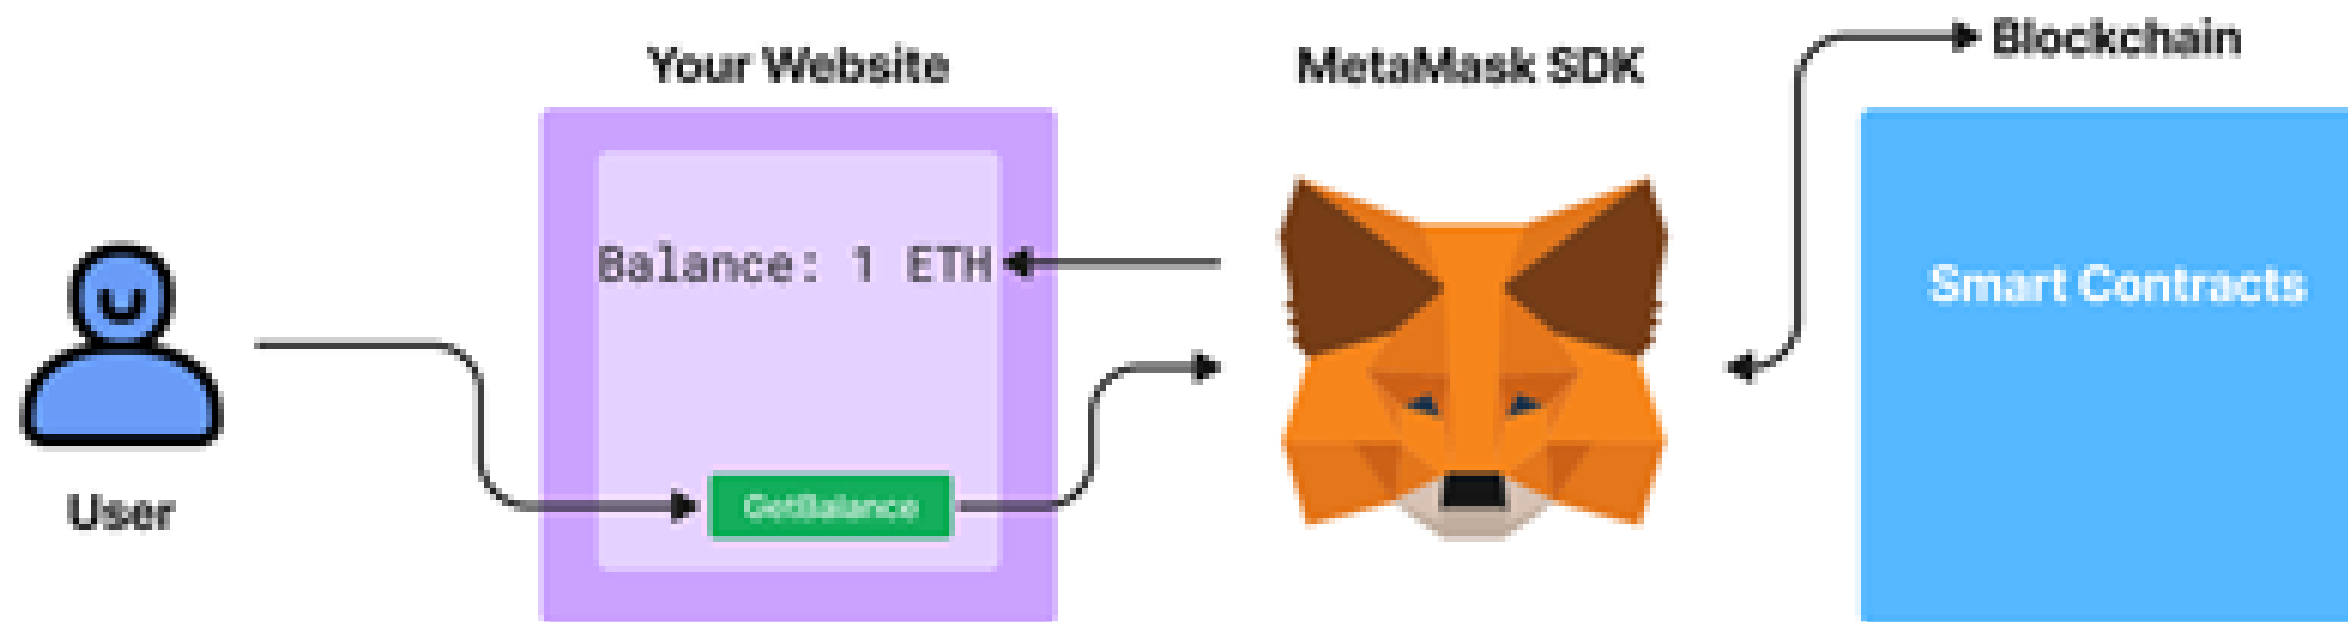 Your Website
MetaMask SDK
Blockchain
Balance: 1 ETH
Smart Contracts
GetBalance
User